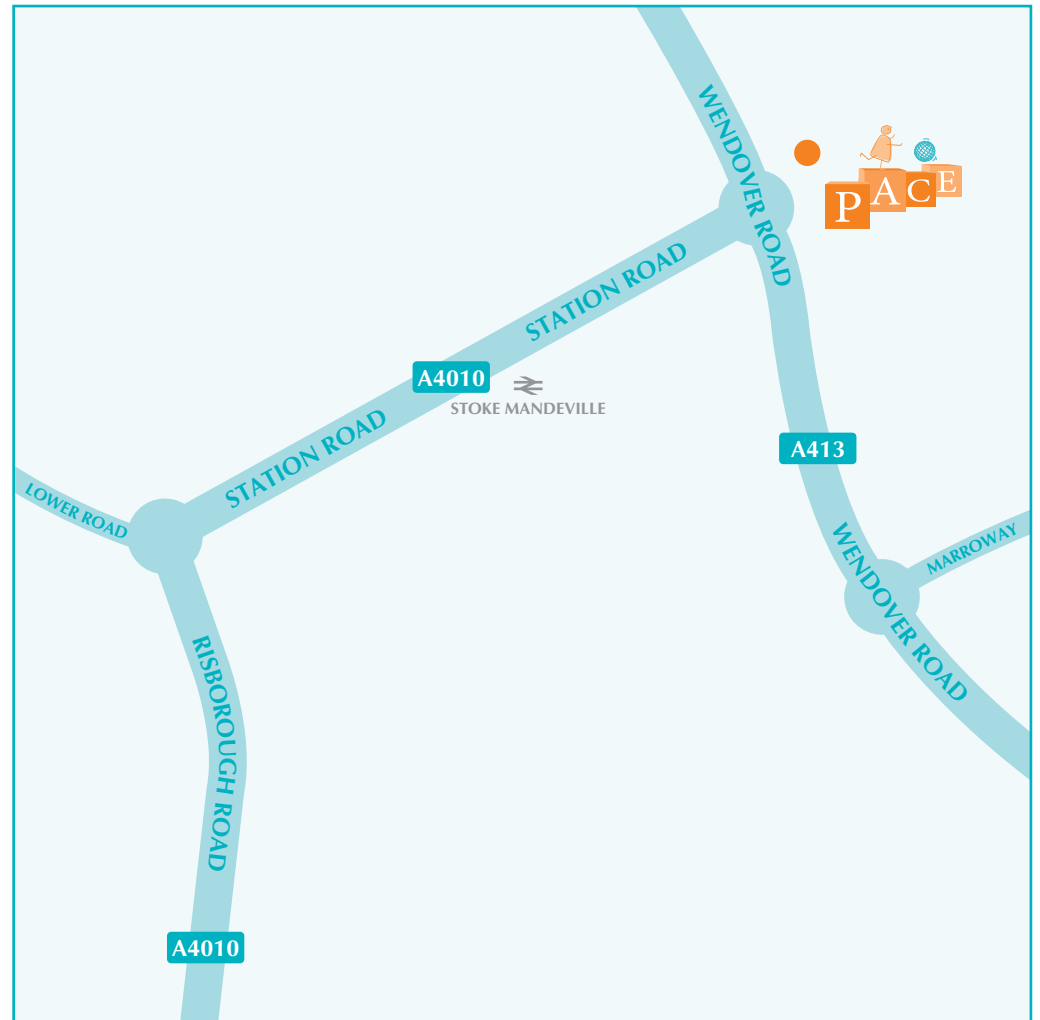 WENDOVER ROAD
PACE
STATION ROAD
A4010
STOKE MANDEVILLE
STATION ROAD
A413
LOWER ROAD
WENDOVER ROAD
MARROWAY
RISBOROUGH ROAD
A4010